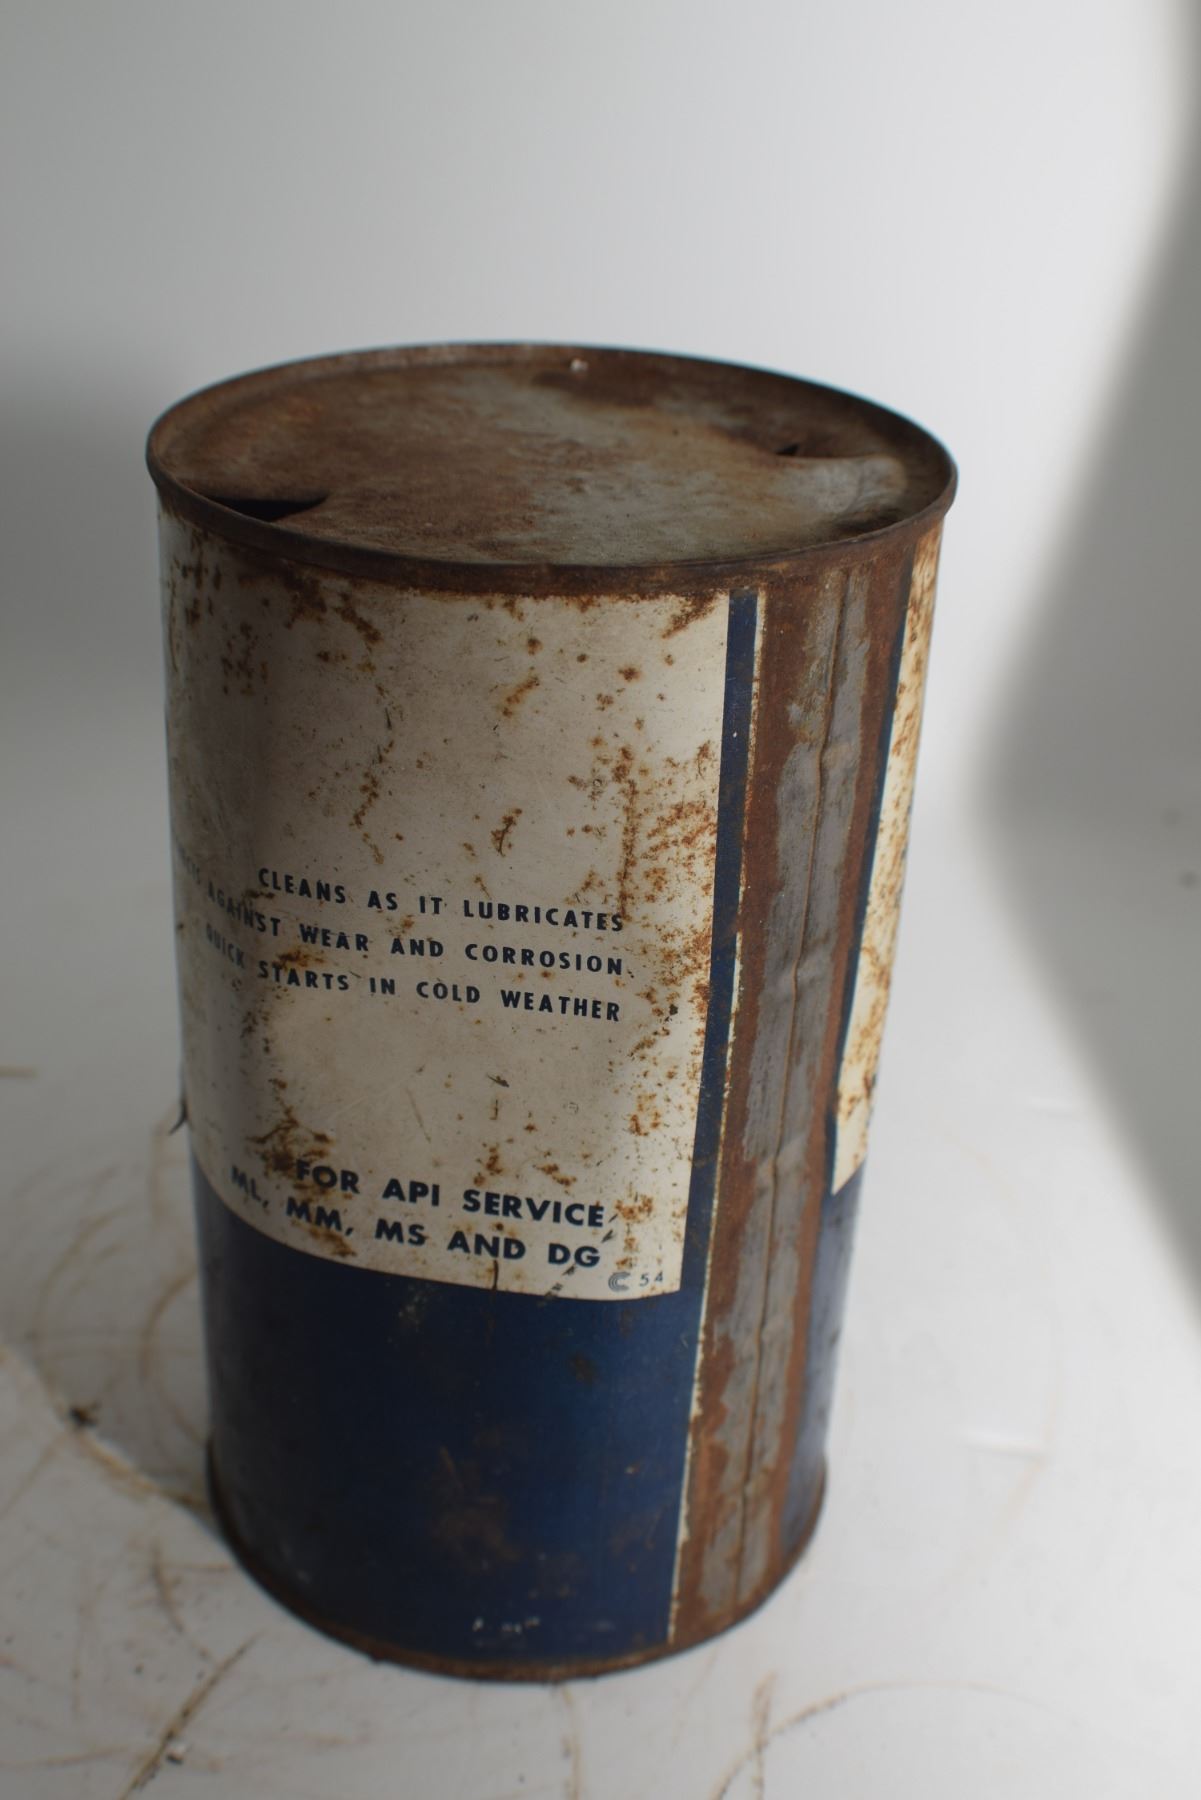 CLEANS AS IT LUBRICATES
AGAINST WEAR AND CORROSION
QUICK STARTS IN COLD WEATHER
FOR API SERVICE
ML, MM, MS AND DG
C 54